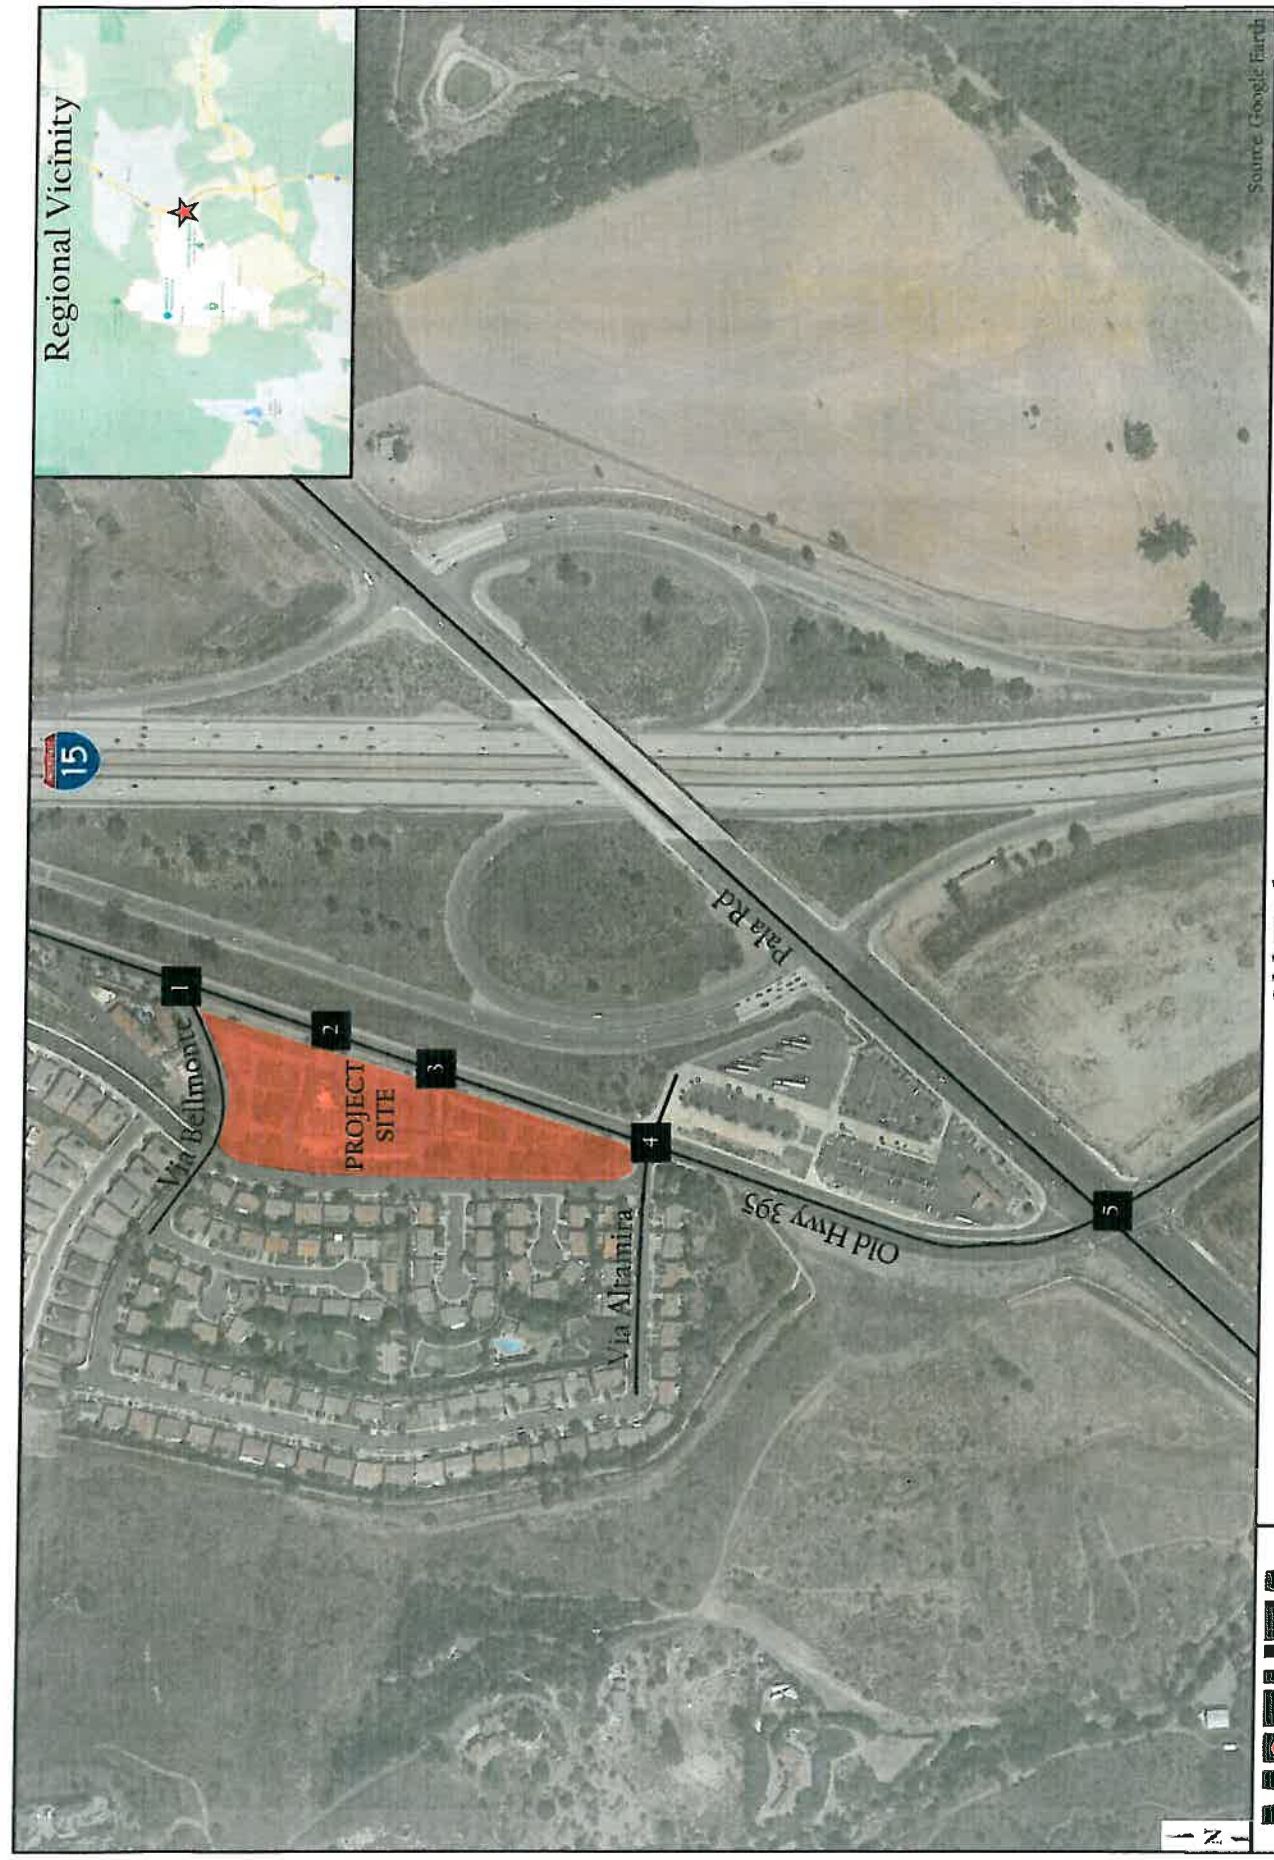 Regional Vicinity
15
Via Bellmonte
1
2
3
PROJECT
SITE
4
Via Altamira
Old Hwy 395
Pala Rd
5
Source Google Earth
N